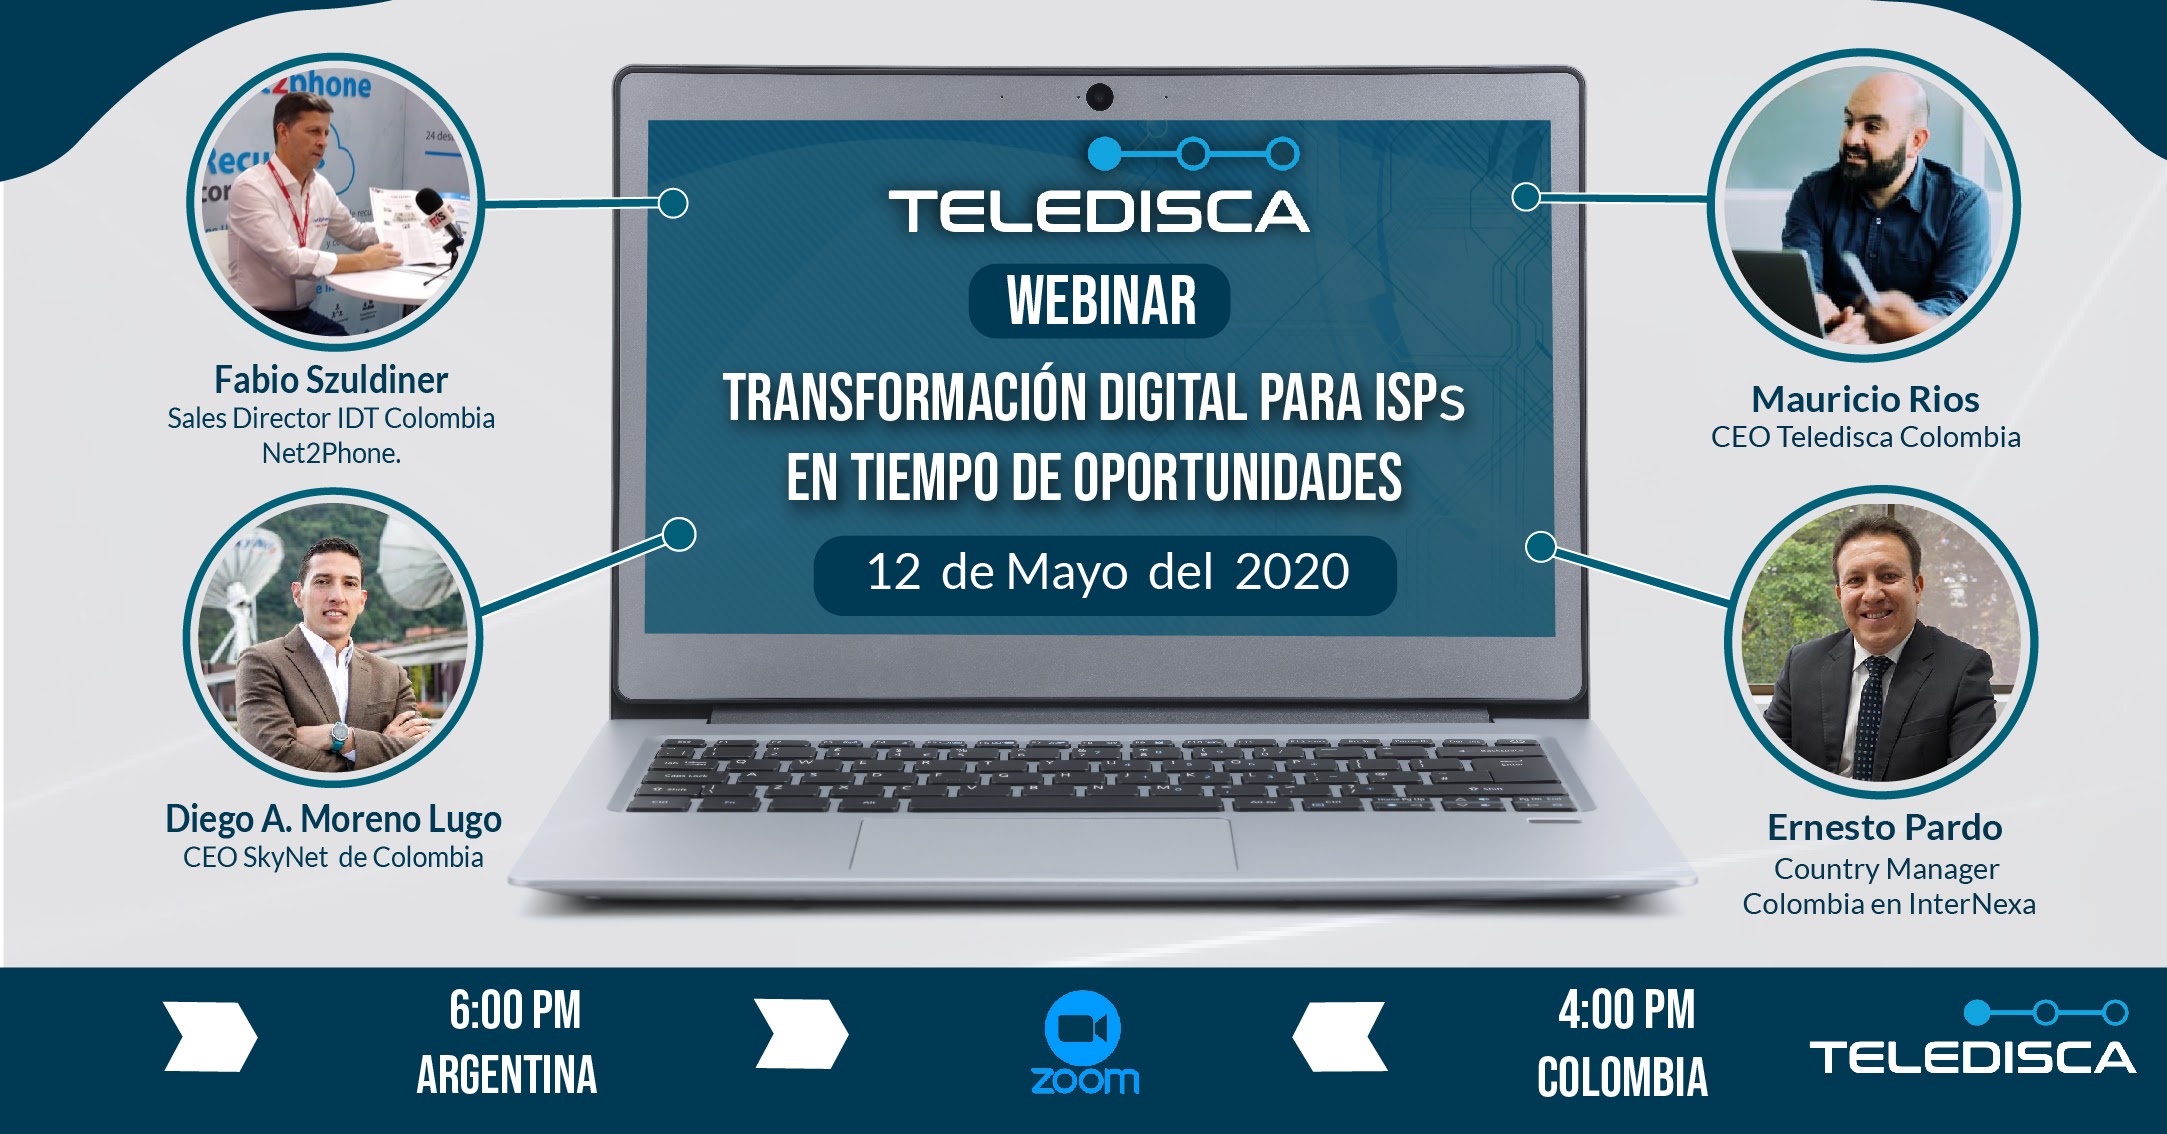 TELEDISCA
WEBINAR
TRANSFORMACIÓN DIGITAL PARA ISPs
EN TIEMPO DE OPORTUNIDADES
12 de Mayo del 2020
Fabio Szuldiner
Sales Director IDT Colombia
Net2Phone.
Diego A. Moreno Lugo
CEO SkyNet de Colombia
Mauricio Rios
CEO Teledisca Colombia
Ernesto Pardo
Country Manager
Colombia en InterNexa
6:00 PM
ARGENTINA
zoom
4:00 PM
COLOMBIA
TELEDISCA